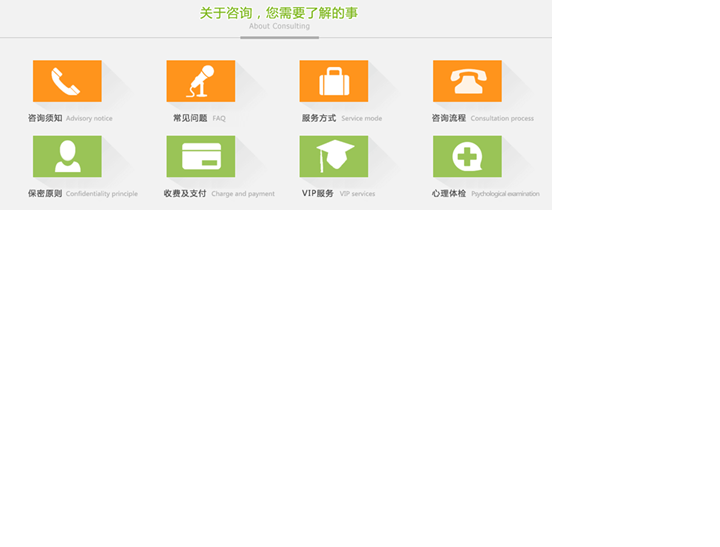 关于咨询，您需要了解的事
About Consulting
咨询须知 Advisory notice
常见问题 FAQ
服务方式 Service mode
咨询流程 Consultation process
保密原则 Confidentiality principle
收费及支付 Charge and payment
VIP服务 VIP services
心理体检 Psychological examination